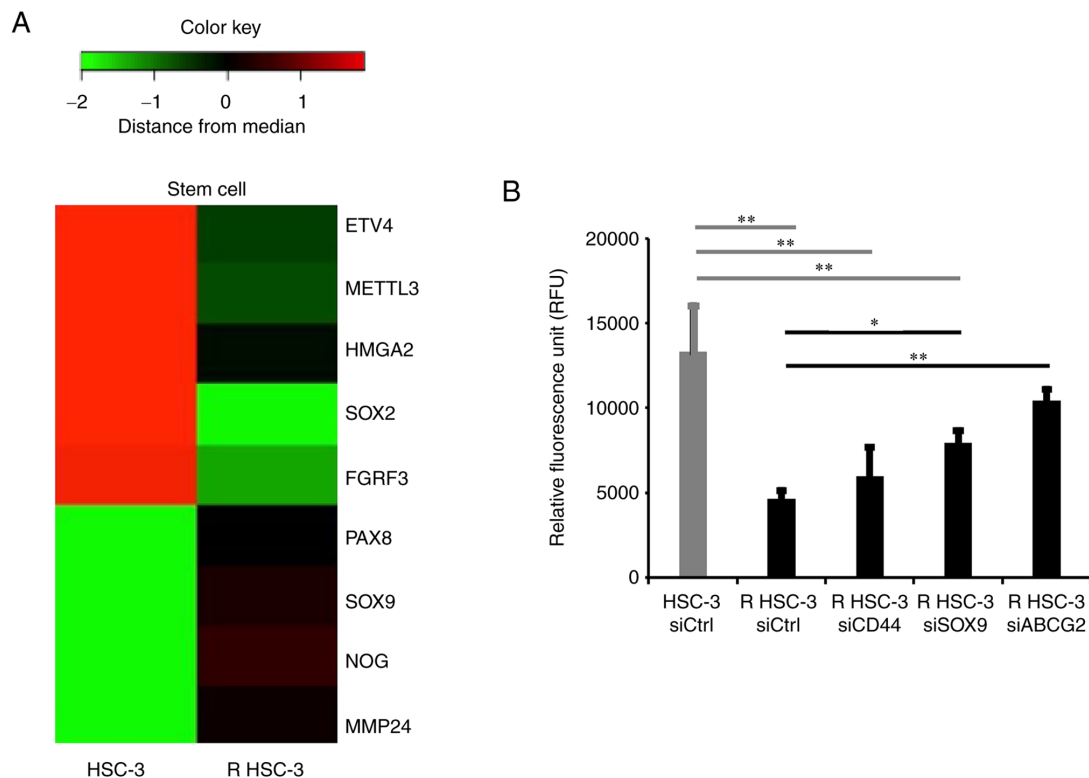 A
Color key
−2 −1 0 1
Distance from median
Stem cell
ETV4
METTL3
HMGA2
SOX2
FGRF3
PAX8
SOX9
NOG
MMP24
HSC-3 R HSC-3
B
Relative fluorescence unit (RFU)
20000
15000
10000
5000
0
**
**
**
*
**
HSC-3 R HSC-3 R HSC-3 R HSC-3 R HSC-3
siCtrl siCtrl siCD44 siSOX9 siABCG2